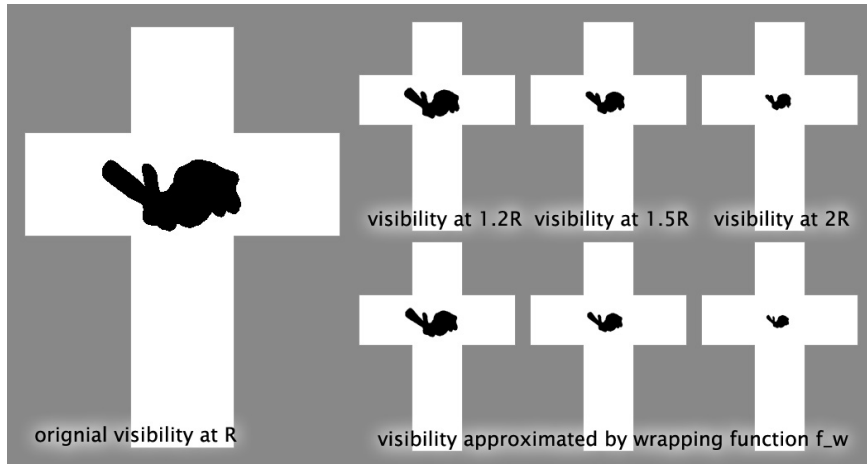 visibility at 1.2R
visibility at 1.5R
visibility at 2R
orignial visibility at R
visibility approximated by wrapping function f_w